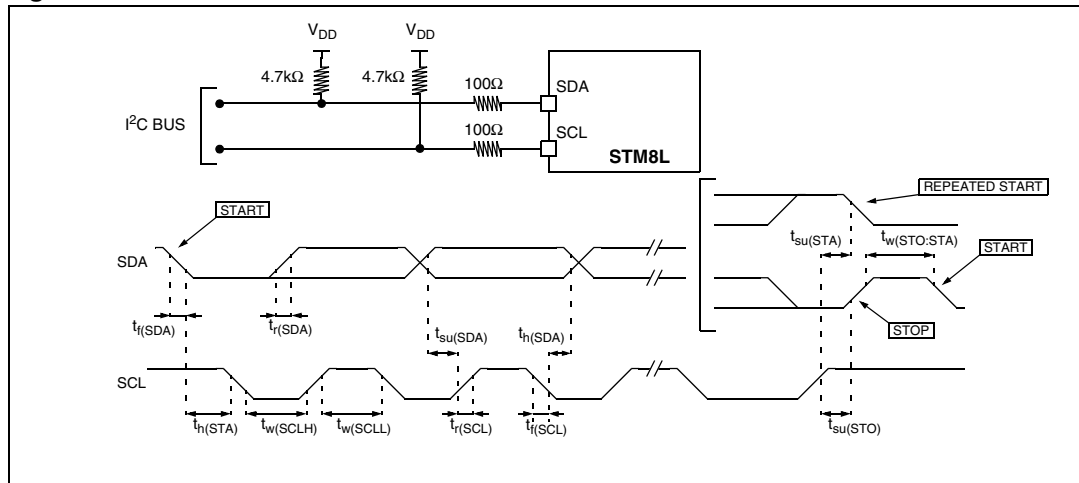 VDD VDD
4.7kΩ 4.7kΩ 100Ω SDA
I²C BUS 100Ω SCL
STM8L
REPEATED START
START tsu(STA) tw(STO:STA) START
SDA
STOP
tf(SDA) tr(SDA) tsu(SDA) th(SDA)
SCL
th(STA) tw(SCLH) tw(SCLL) tr(SCL) tf(SCL) tsu(STO)